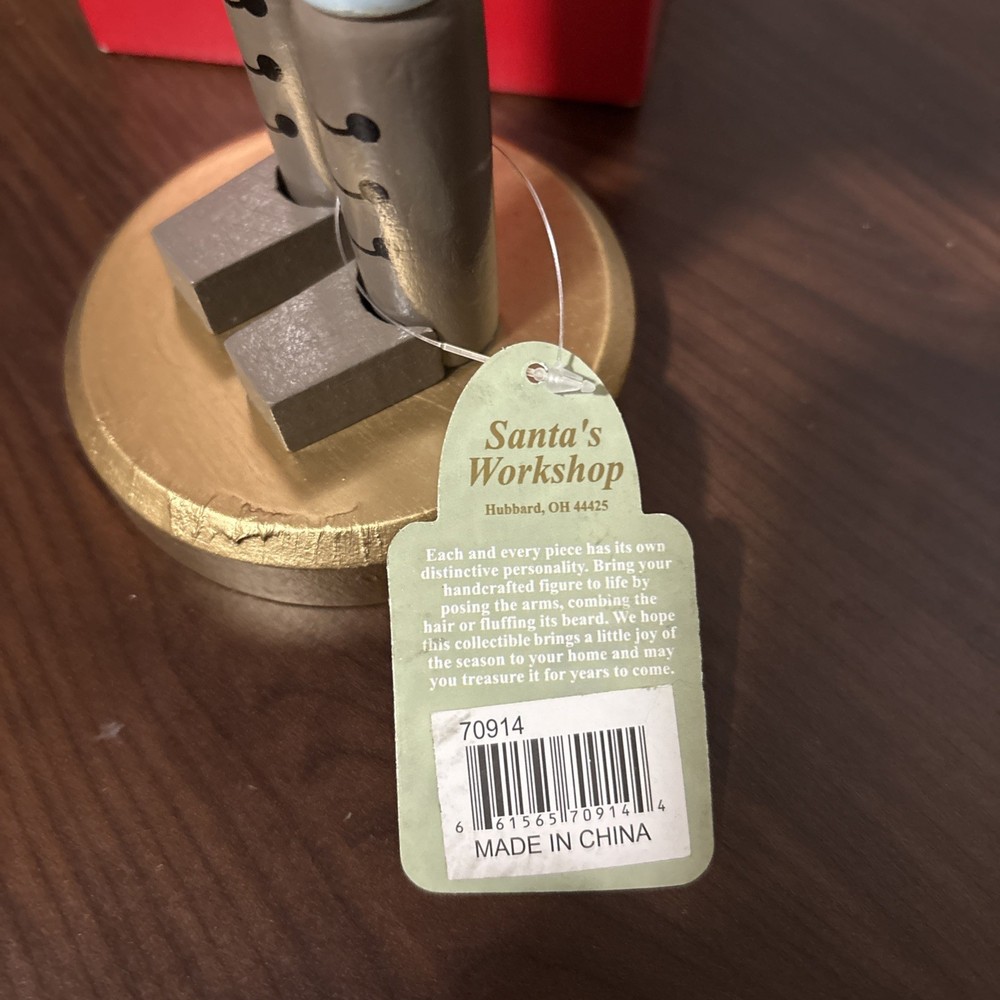 Santa's
Workshop
Hubbard, OH 44425
Each and every piece has its own
distinctive personality. Bring your
handcrafted figure to life by
posing the arms, combing the
hair or fluffing its beard. We hope
this collectible brings a little joy of
the season to your home and may
you treasure it for years to come.
70914
6 61565 70914 4
MADE IN CHINA